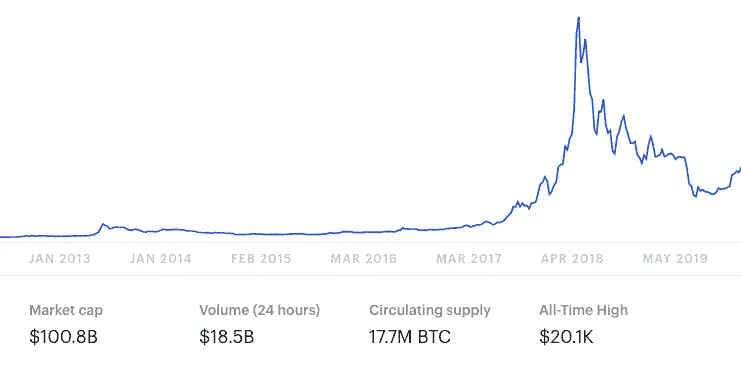 JAN 2013 JAN 2014 FEB 2015 MAR 2016 MAR 2017 APR 2018 MAY 2019
Market cap Volume (24 hours) Circulating supply All-Time High
$100.8B $18.5B 17.7M BTC $20.1K